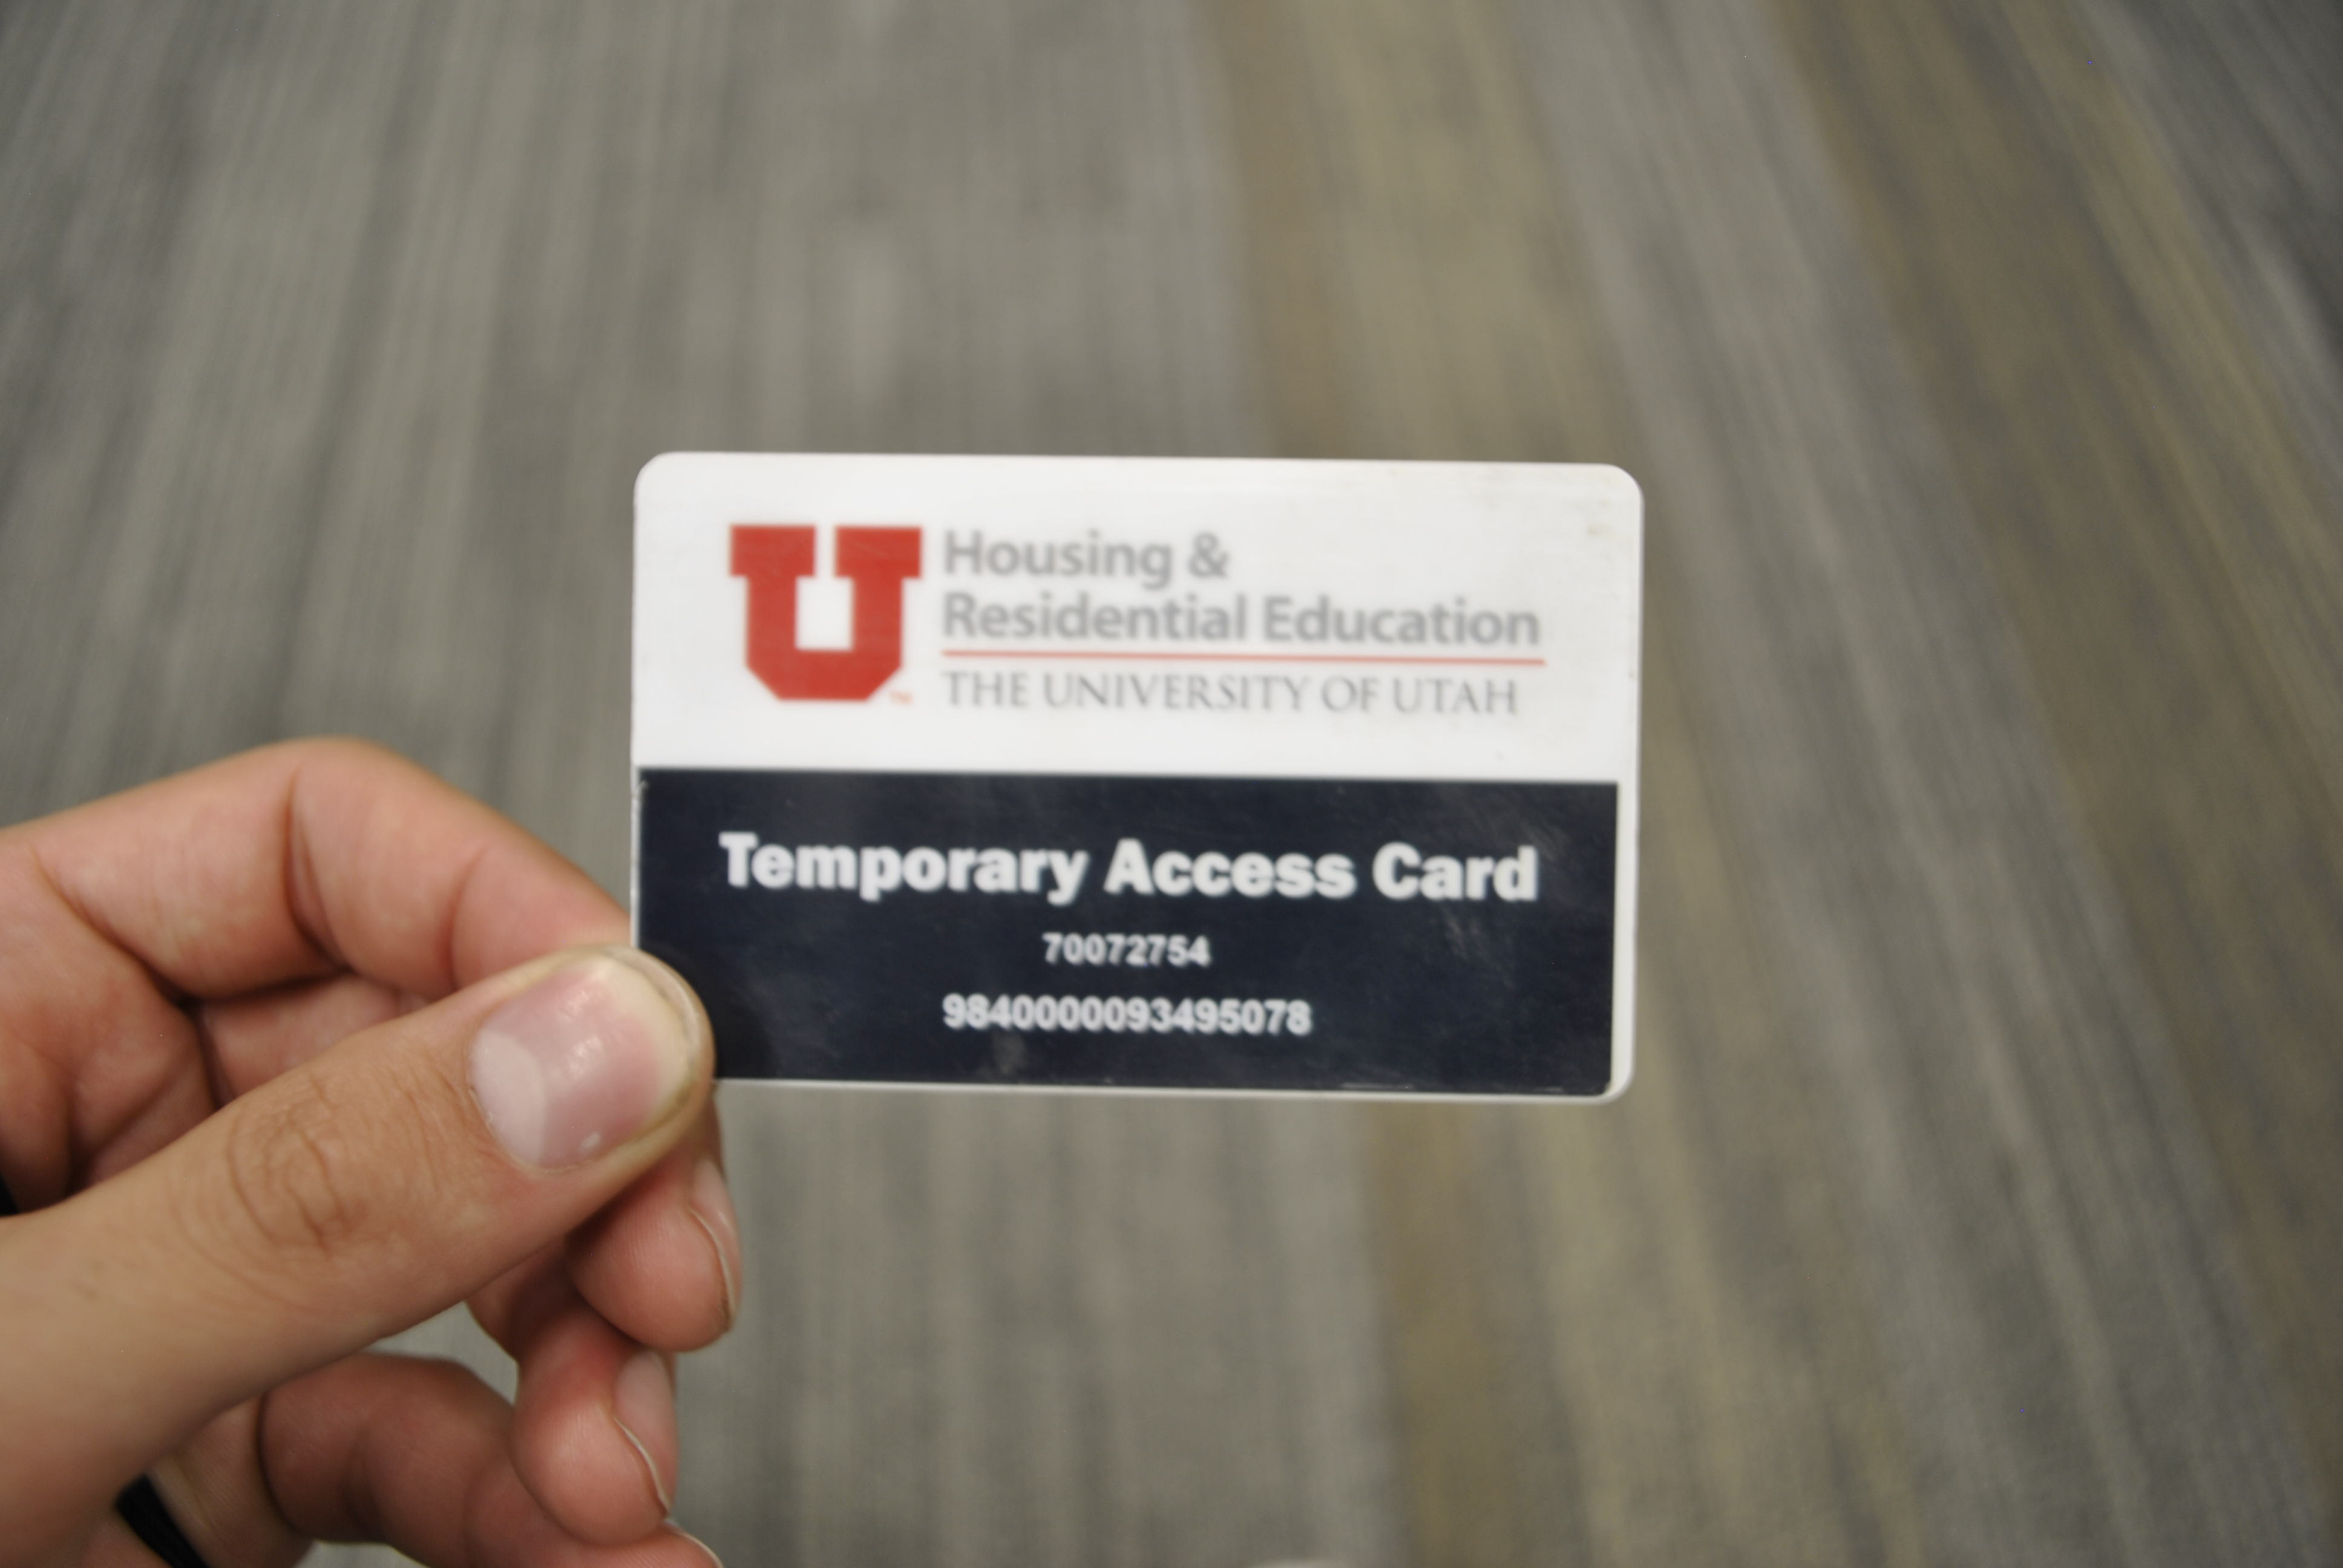 U
Housing &
Residential Education
THE UNIVERSITY OF UTAH
Temporary Access Card
70072754
9840000093495078